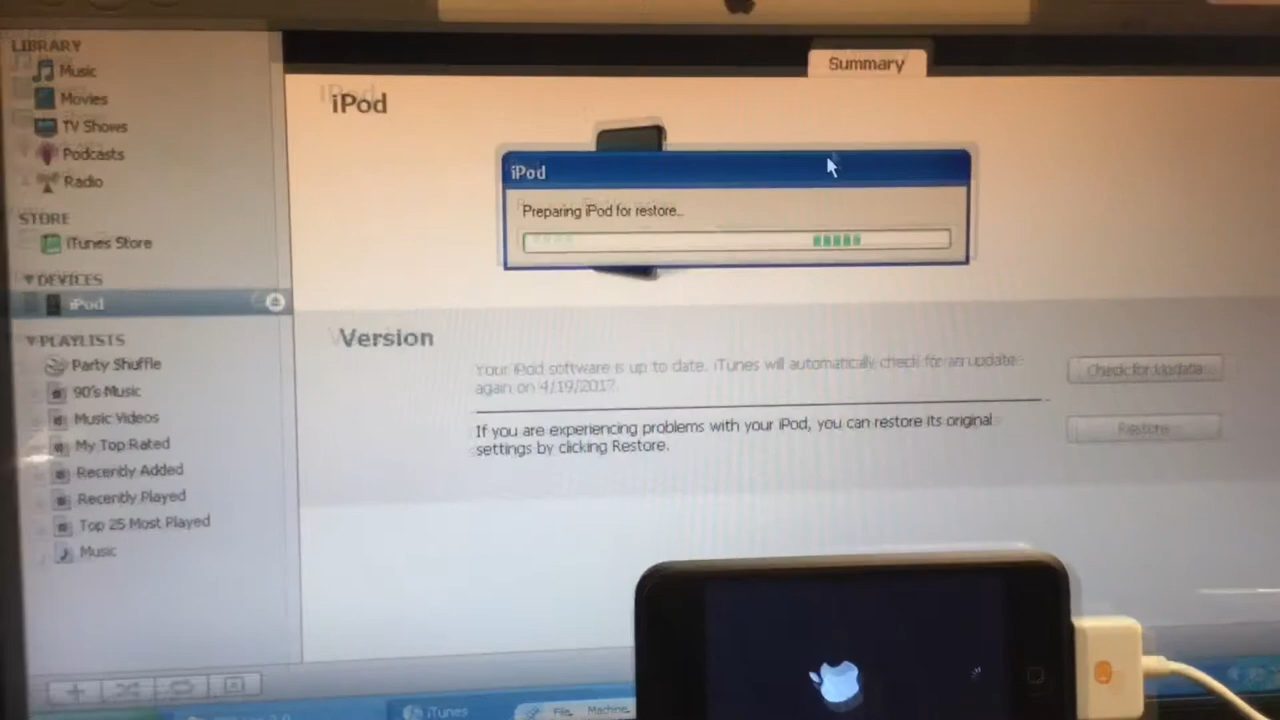 LIBRARY
Music
Movies
TV Shows
Podcasts
Radio
STORE
iTunes Store
DEVICES
iPod
PLAYLISTS
Party Shuffle
90's Music
Music Videos
My Top Rated
Recently Added
Recently Played
Top 25 Most Played
Music
Summary
iPod
iPod
Preparing iPod for restore...
Version
Your iPod software is up to date. iTunes will automatically check for an update
again on 4/19/2017.
Check for Update
If you are experiencing problems with your iPod, you can restore its original
settings by clicking Restore.
Restore
iTunes
File Machine